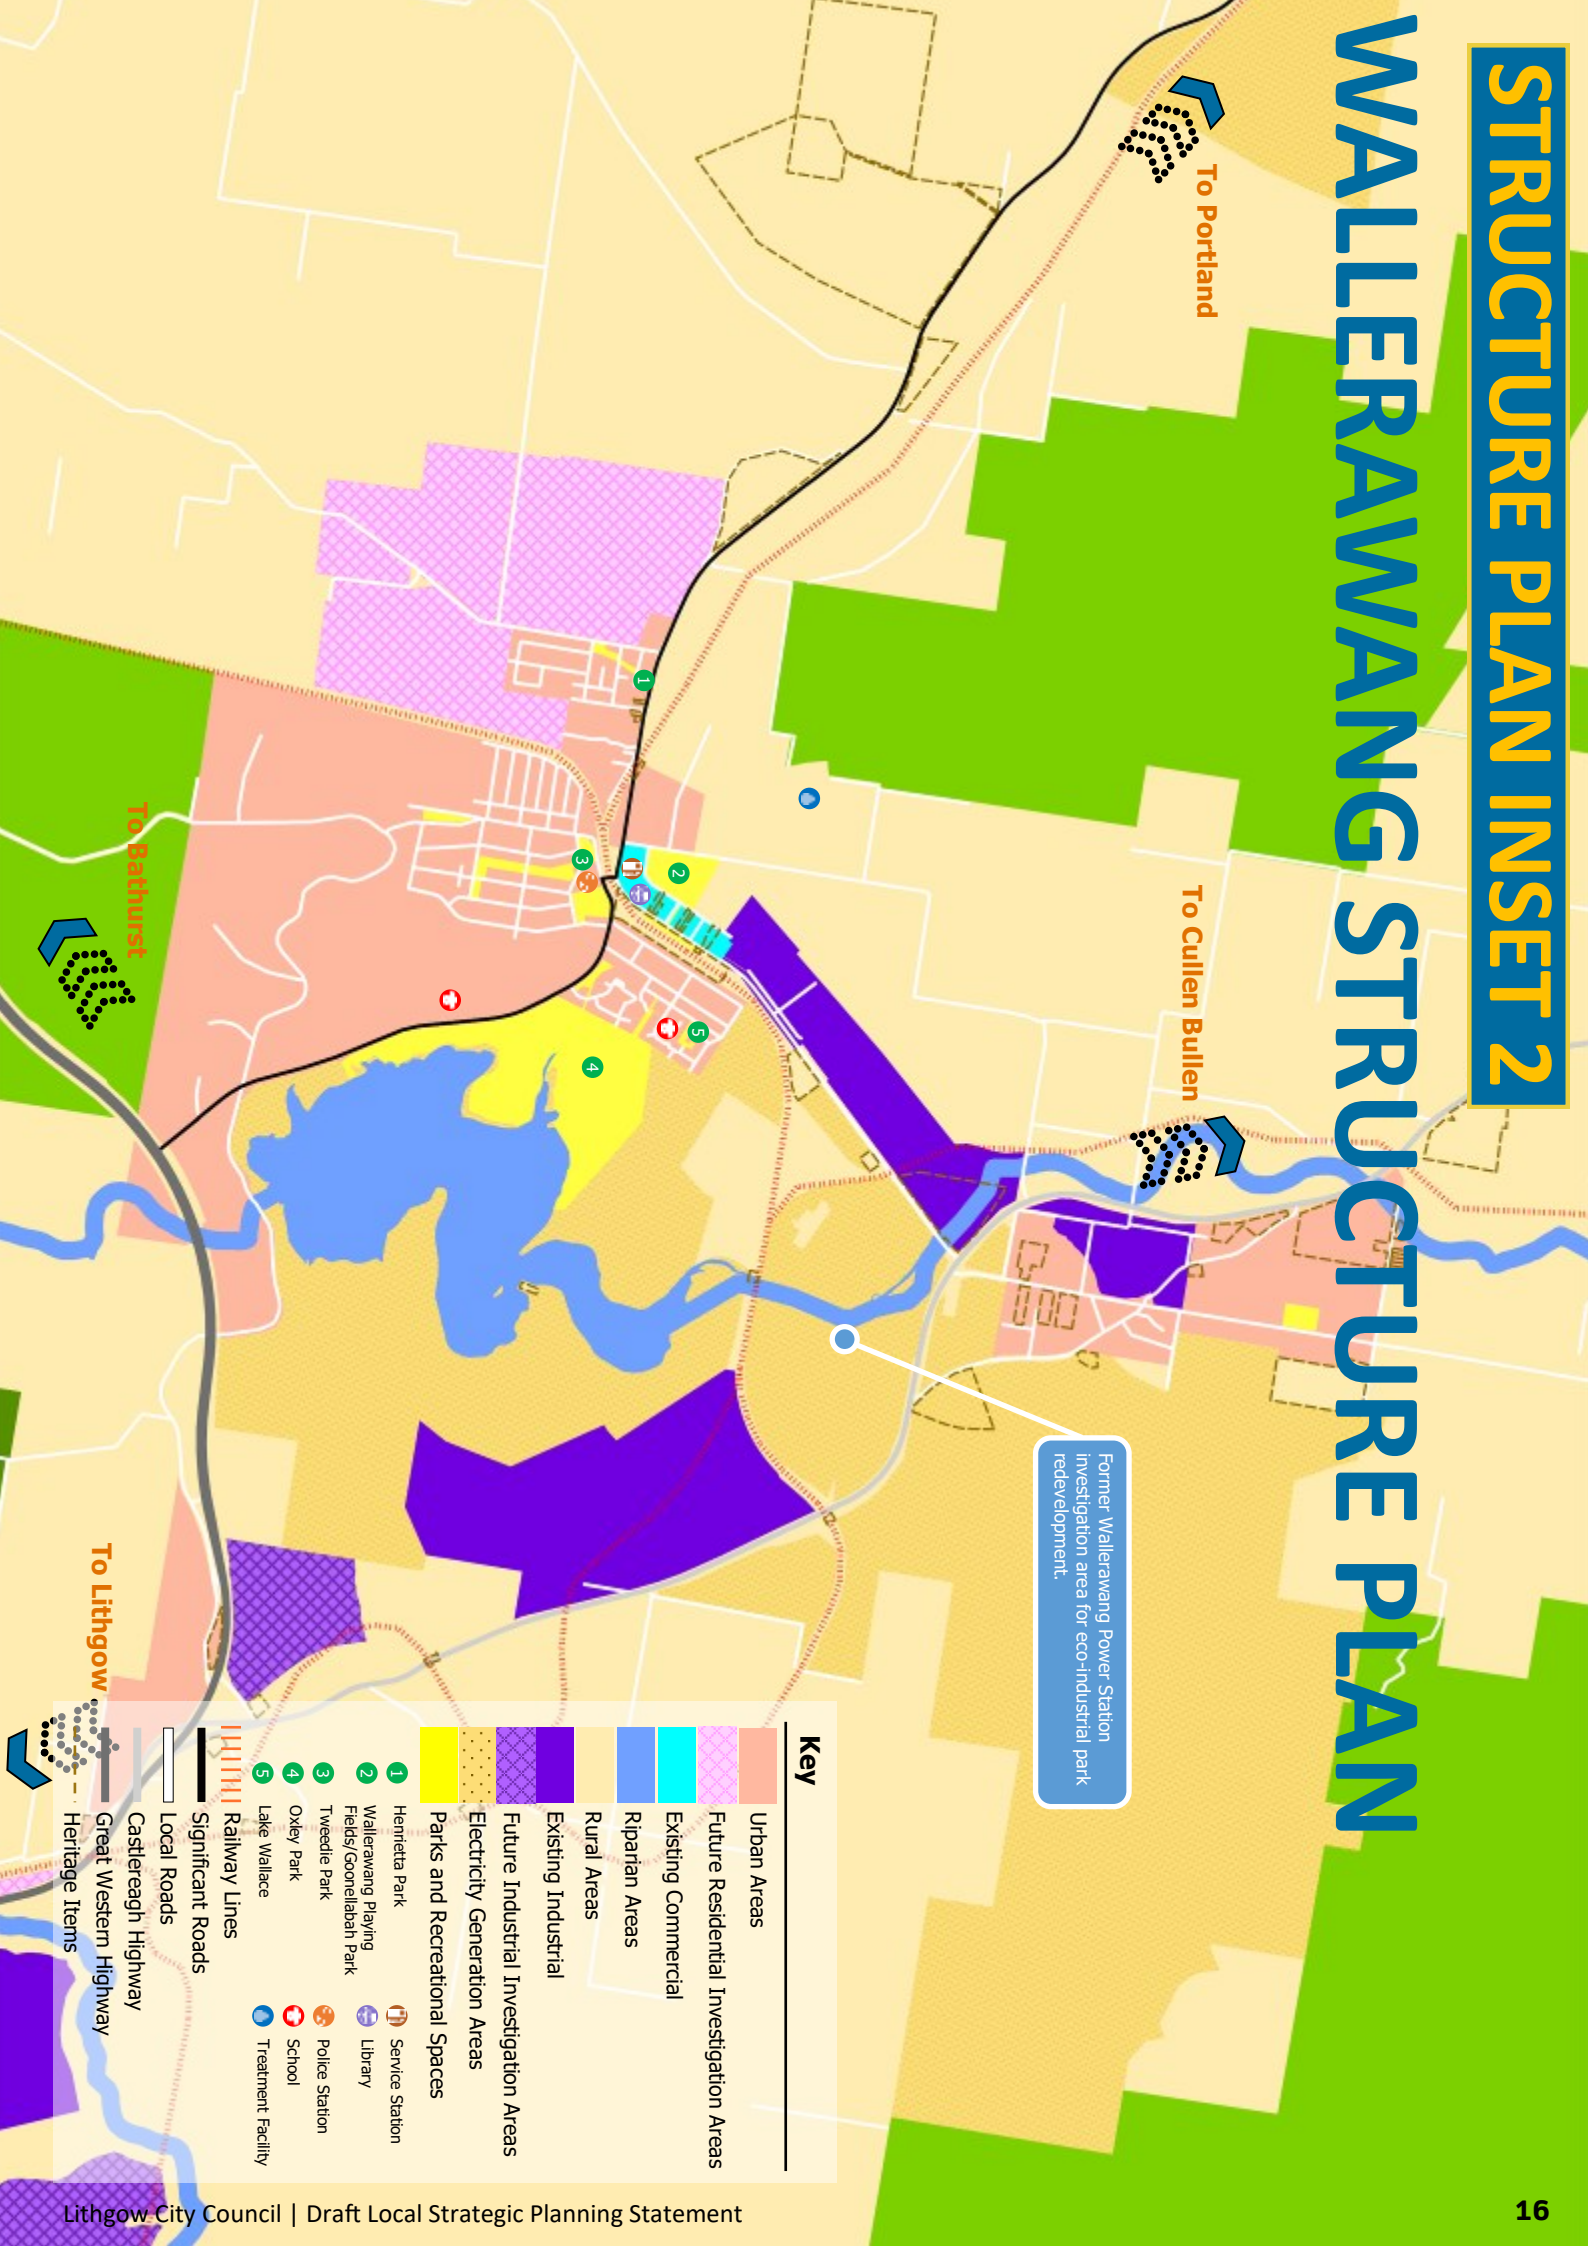 STRUCTURE PLAN INSET 2
WALLERAWANG STRUCTURE PLAN
To Portland
To Cullen Bullen
To Bathurst
To Lithgow
Former Wallerawang Power Station
investigation area for eco-industrial park
redevelopment.
1
2
3
4
5
Key
Urban Areas
Future Residential Investigation Areas
Existing Commercial
Riparian Areas
Rural Areas
Existing Industrial
Future Industrial Investigation Areas
Electricity Generation Areas
Parks and Recreational Spaces
1 Henrietta Park
2 Wallerawang Playing
Fields/Goonellabah Park
3 Tweedie Park
4 Oxley Park
5 Lake Wallace
Service Station
Library
Police Station
School
Treatment Facility
Railway Lines
Significant Roads
Local Roads
Castlereagh Highway
Great Western Highway
Heritage Items
Lithgow City Council | Draft Local Strategic Planning Statement
16